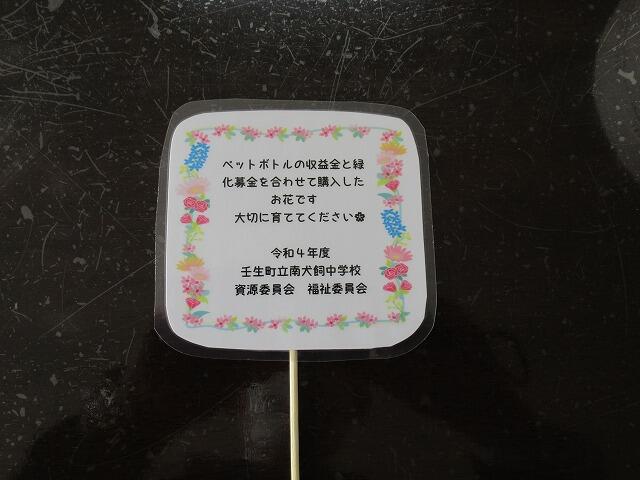 ペットボトルの収益金と緑
化募金を合わせて購入した
お花です
大切に育ててください✿
令和４年度
壬生町立南犬飼中学校
資源委員会　福祉委員会